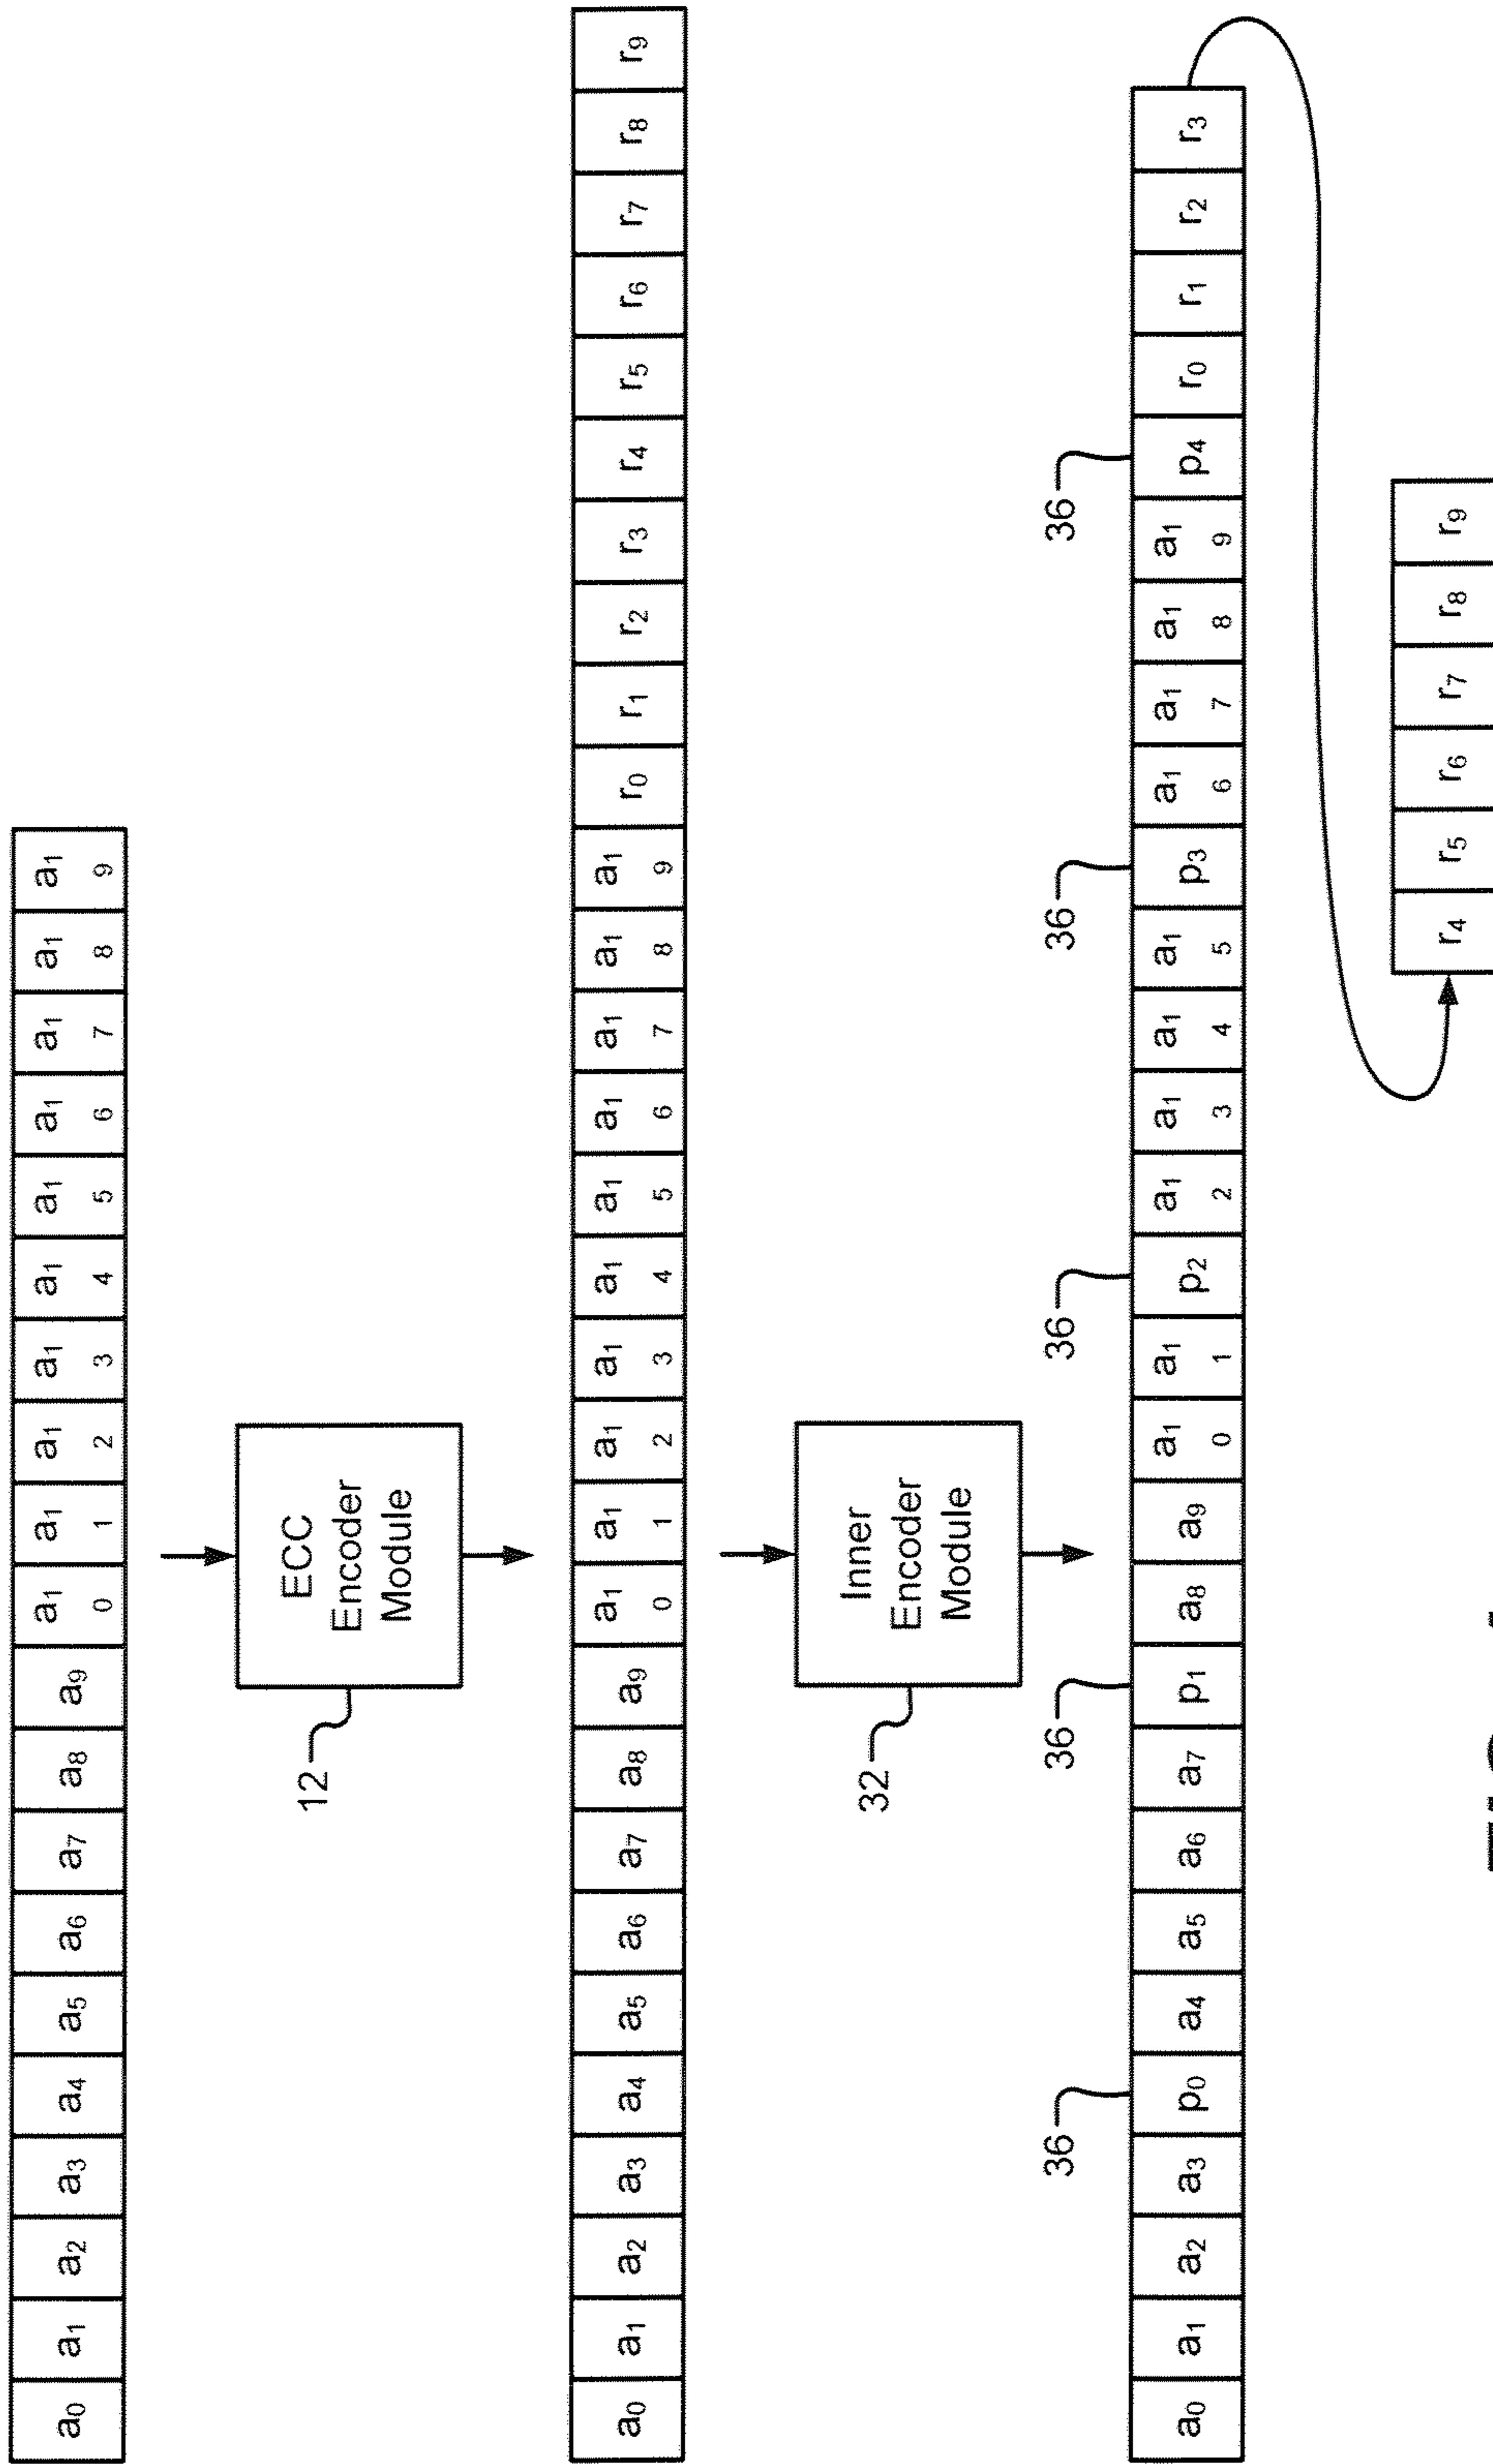 a0 a1 a2 a3 a4 a5 a6 a7 a8 a9 a10 a11 a12 a13 a14 a15 a16 a17 a18 a19
12
ECC
Encoder
Module
a0 a1 a2 a3 a4 a5 a6 a7 a8 a9 a10 a11 a12 a13 a14 a15 a16 a17 a18 a19 r0 r1 r2 r3 r4 r5 r6 r7 r8 r9
32
Inner
Encoder
Module
36 36 36 36 36
a0 a1 a2 a3 p0 a4 a5 a6 a7 p1 a8 a9 a10 a11 p2 a12 a13 a14 a15 p3 a16 a17 a18 a19 p4 r0 r1 r2 r3
r4 r5 r6 r7 r8 r9